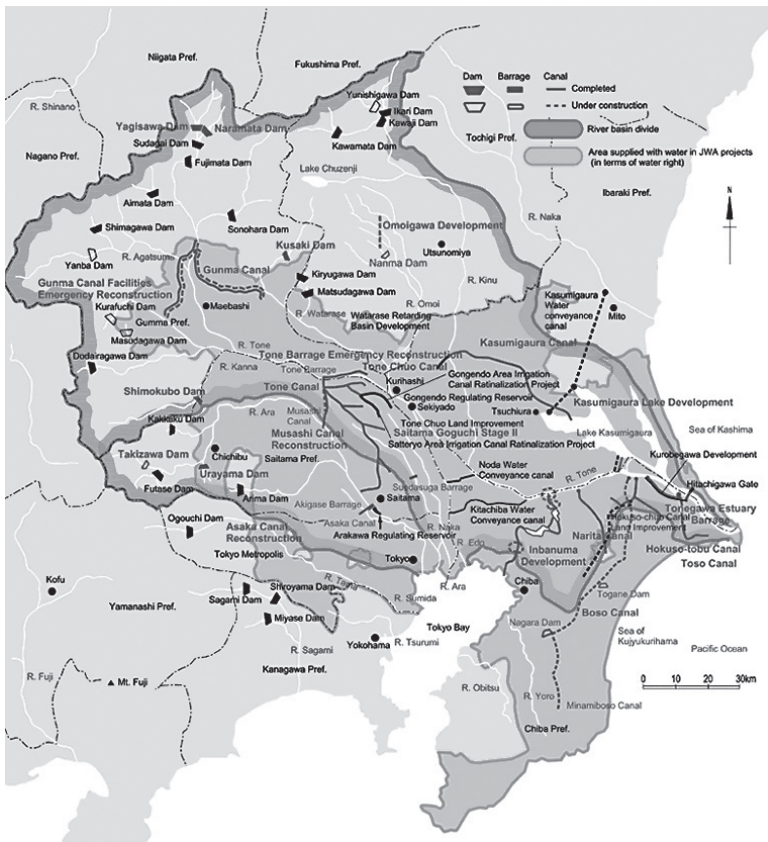 Niigata Pref.
Fukushima Pref.
Dam Barrage Canal
Completed
Under construction
River basin divide
Area supplied with water in JWA projects
(in terms of water right)
R. Shinano
Nagano Pref.
Yunishigawa Dam
Ikari Dam
Kawaji Dam
Kawamata Dam
Tochigi Pref.
Ibaraki Pref.
N
Yagisawa Dam
Naramata Dam
Sudagai Dam
Fujimata Dam
Lake Chuzenji
Aimata Dam
Sonohara Dam
Shimagawa Dam
Omoigawa Development
R. Naka
Utsunomiya
Kusaki Dam
Nanma Dam
Yanba Dam
R. Agatsuma
Gunma Canal
Kiryugawa Dam
R. Kinu
Gunma Canal Facilities
Emergency Reconstruction
Matsudagawa Dam
R. Omoi
Kasumigaura
Water
conveyance
canal
Mito
Kurafuchi Dam
Maebashi
Gumma Pref.
Masudagawa Dam
R. Watarase
Watarase Retarding
Basin Development
Kasumigaura Canal
R. Tone
Dodairagawa Dam
Tone Barrage Emergency Reconstruction
Tone Chuo Canal
R. Kanna
Tone Barrage
Kurihashi
Gongendo Area Irrigation
Canal Ratinalization Project
Shimokubo Dam
Tone Canal
Gongendo Regulating Reservoir
Sekiyado
Tsuchiura
Kasumigaura Lake Development
R. Ara
Musashi
Canal
Tone Chuo Land Improvement
Kakkaku Dam
Musashi Canal
Reconstruction
Saitama Goguchi Stage II
Satteryo Area Irrigation Canal Ratinalization Project
Lake Kasumigaura
Sea of Kashima
Takizawa Dam
Chichibu
Saitama Pref.
Kurobegawa Development
Urayama Dam
Noda Water
Conveyance canal
R. Tone
Hitachigawa Gate
Futase Dam
Arima Dam
Akigase Barrage
Saitama
Suedasuga Barrage
Kitachiba Water
Conveyance canal
Tonegawa Estuary
Barrage
Ogouchi Dam
Asaka Canal
Reconstruction
Asaka Canal
Arakawa Regulating Reservoir
R. Naka
Hokuso-chuo Canal
Land Improvement
Narita Canal
R. Edo
Inbanuma
Development
Hokuso-tobu Canal
Toso Canal
Tokyo Metropolis
Tokyo
Kofu
R. Tama
R. Sumida
R. Ara
Chiba
Togane Dam
Shiroyama Dam
Sagami Dam
Yamanashi Pref.
Miyase Dam
Boso Canal
Nagara Dam
Tokyo Bay
Sea of
Kujyukurihama
Yokohama
R. Tsurumi
R. Sagami
Pacific Ocean
Kanagawa Pref.
R. Fuji
Mt. Fuji
R. Obitsu
R. Yoro
0 10 20 30km
Minamiboso Canal
Chiba Pref.